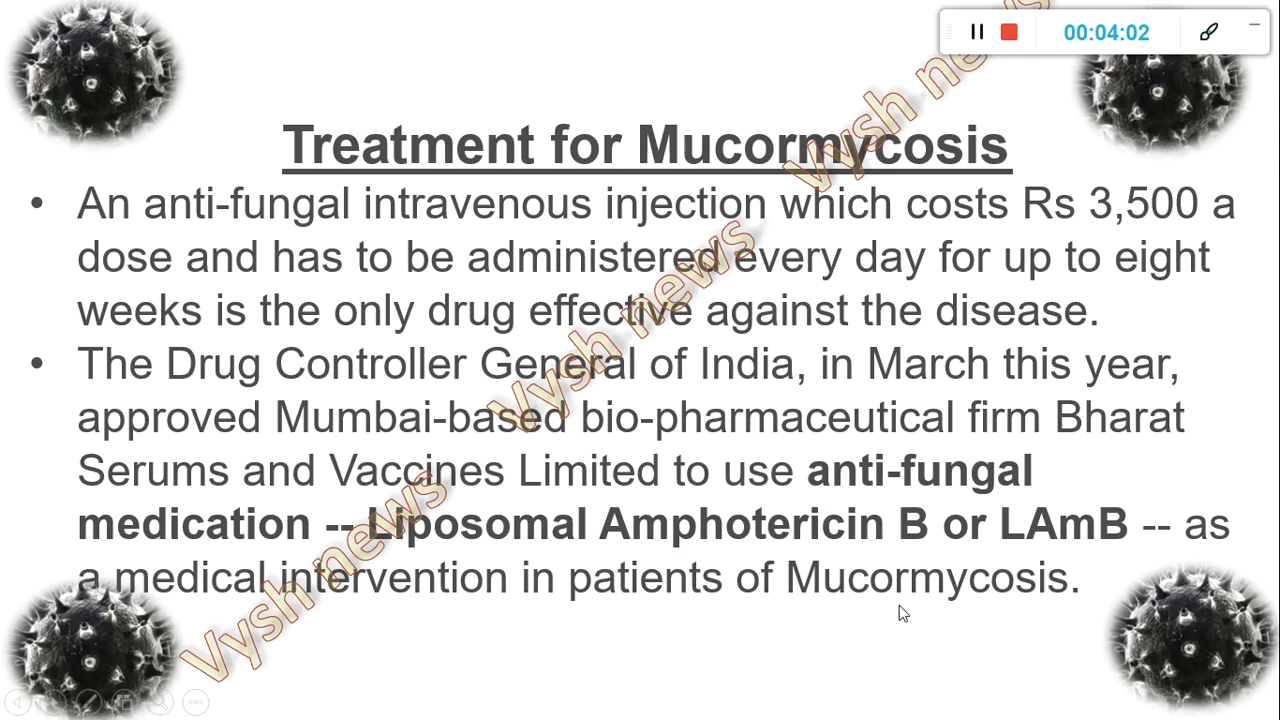 00:04:02
Treatment for Mucormycosis
• An anti-fungal intravenous injection which costs Rs 3,500 a
dose and has to be administered every day for up to eight
weeks is the only drug effective against the disease.
• The Drug Controller General of India, in March this year,
approved Mumbai-based bio-pharmaceutical firm Bharat
Serums and Vaccines Limited to use anti-fungal
medication -- Liposomal Amphotericin B or LAmB -- as
a medical intervention in patients of Mucormycosis.
Vysh news
Vysh news
Vysh news